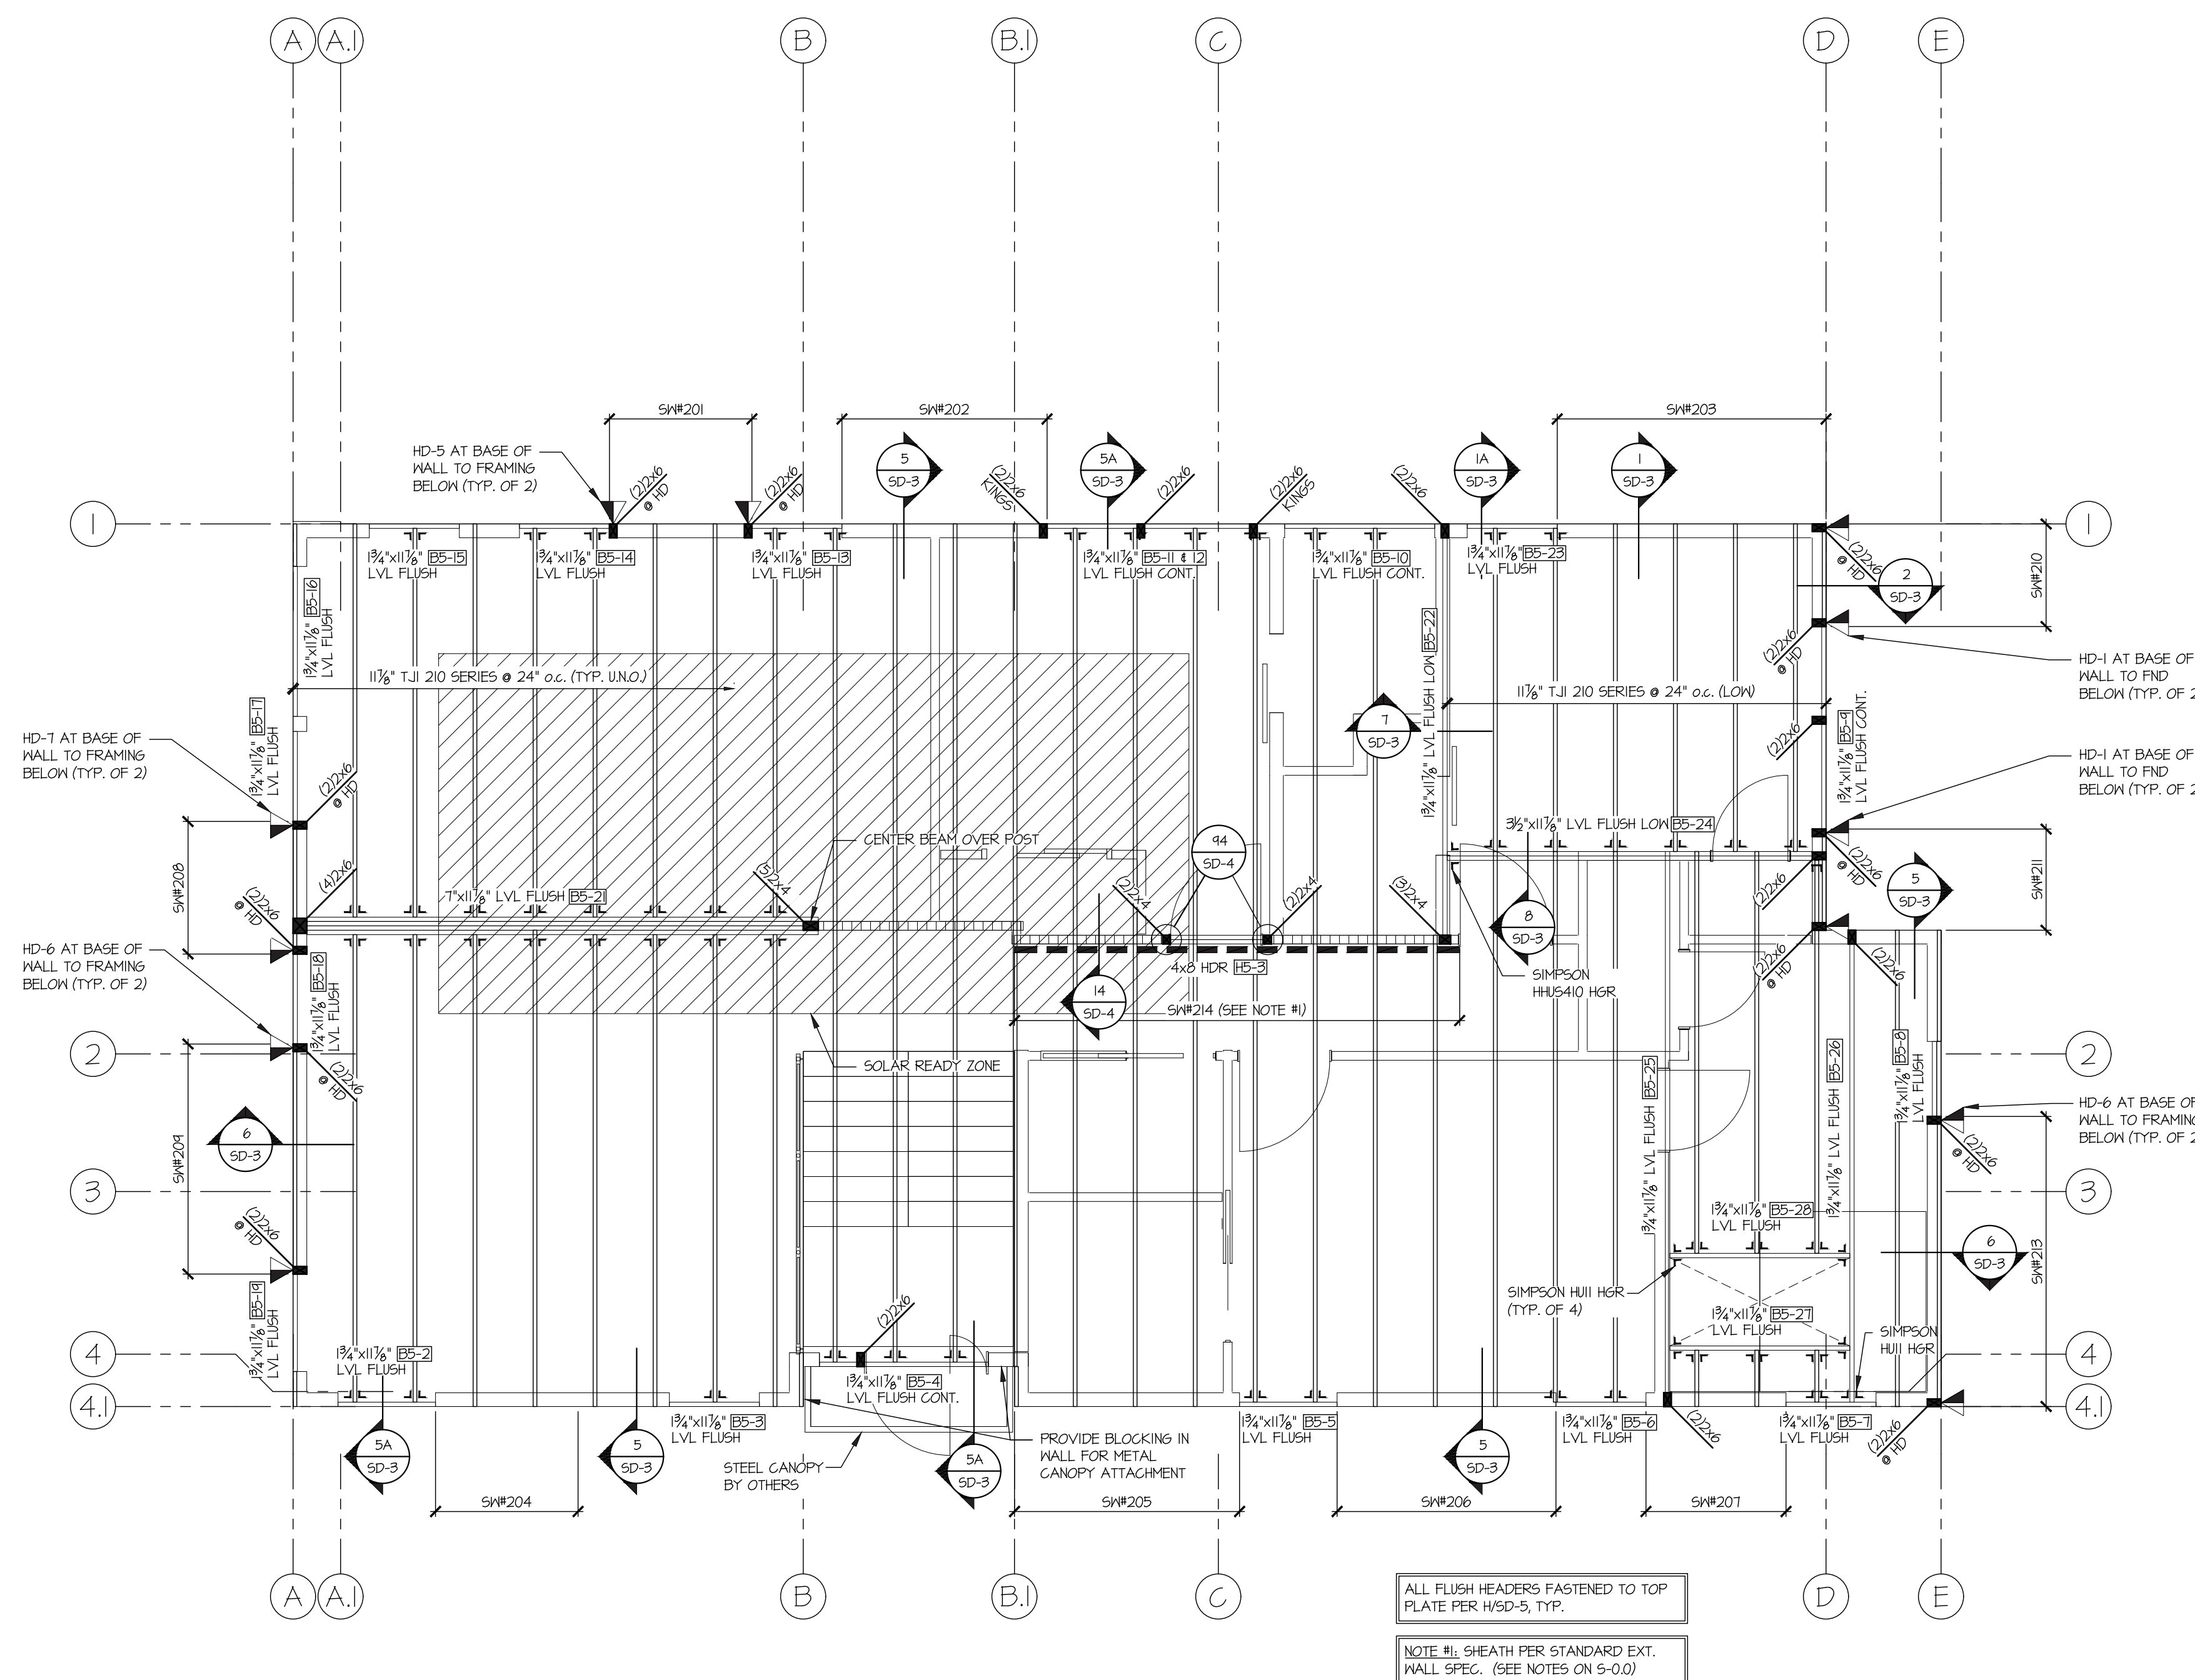 A A.1 B B.1 C D E
SW#201 SW#202 SW#203
HD-5 AT BASE OF
WALL TO FRAMING
BELOW (TYP. OF 2)
(2)2x6
@ HD
(2)2x6
@ HD
5
SD-3
(2)2x6
KINGS
5A
SD-3
(2)2x6
(2)2x6
KINGS
(2)2x6
1A
SD-3
1
SD-3
1 1
1¾"x11⅞" B5-15
LVL FLUSH
1¾"x11⅞" B5-14
LVL FLUSH
1¾"x11⅞" B5-13
LVL FLUSH
1¾"x11⅞" B5-11 & 12
LVL FLUSH CONT.
1¾"x11⅞" B5-10
LVL FLUSH CONT.
1¾"x11⅞" B5-23
LVL FLUSH
(2)2x6
@ HD
2
SD-3
SW#210
1¾"x11⅞" B5-16
LVL FLUSH
11⅞" TJI 210 SERIES @ 24" o.c. (TYP. U.N.O.)
1¾"x11⅞" LVL FLUSH LOW B5-22
11⅞" TJI 210 SERIES @ 24" o.c. (LOW)
(2)2x6
@ HD
HD-1 AT BASE OF
WALL TO FND
BELOW (TYP. OF 2
1¾"x11⅞" B5-17
LVL FLUSH
7
SD-3
(2)2x6
1¾"x11⅞" B5-9
LVL FLUSH CONT.
HD-7 AT BASE OF
WALL TO FRAMING
BELOW (TYP. OF 2)
(2)2x6
@ HD
HD-1 AT BASE OF
WALL TO FND
BELOW (TYP. OF 2
CENTER BEAM OVER POST
94
SD-4
3½"x11⅞" LVL FLUSH LOW B5-24
SW#208
(2)2x6
@ HD
(4)2x6
7"x11⅞" LVL FLUSH B5-21
(5)2x4
(2)2x4
(2)2x4
(3)2x4
(2)2x6
(2)2x6
@ HD
5
SD-3
SW#211
8
SD-3
HD-6 AT BASE OF
WALL TO FRAMING
BELOW (TYP. OF 2)
1¾"x11⅞" B5-18
LVL FLUSH
4x8 HDR H5-3
SIMPSON
HHUS410 HGR
(2)2x6
@ HD
(2)2x6
14
SD-4
SW#214 (SEE NOTE #1)
2 2
(2)2x6
@ HD
SOLAR READY ZONE
1¾"x11⅞" LVL FLUSH B5-25
1¾"x11⅞" LVL FLUSH B5-26
1¾"x11⅞" B5-8
LVL FLUSH
HD-6 AT BASE OF
WALL TO FRAMING
BELOW (TYP. OF 2
(2)2x6
@ HD
6
SD-3
SW#209
3 3
(2)2x6
@ HD
1¾"x11⅞" B5-28
LVL FLUSH
6
SD-3
SW#213
SIMPSON HU11 HGR
(TYP. OF 4)
1¾"x11⅞" B5-27
LVL FLUSH
SIMPSON
HU11 HGR
1¾"x11⅞" B5-19
LVL FLUSH
(2)2x6
4 4
1¾"x11⅞" B5-2
LVL FLUSH
1¾"x11⅞" B5-4
LVL FLUSH CONT.
4.1 4.1
1¾"x11⅞" B5-3
LVL FLUSH
1¾"x11⅞" B5-5
LVL FLUSH
1¾"x11⅞" B5-6
LVL FLUSH
(2)2x6
1¾"x11⅞" B5-7
LVL FLUSH
(2)2x6
@ HD
5A
SD-3
5
SD-3
STEEL CANOPY
BY OTHERS
5A
SD-3
PROVIDE BLOCKING IN
WALL FOR METAL
CANOPY ATTACHMENT
5
SD-3
SW#204 SW#205 SW#206 SW#207
A A.1 B B.1 C D E
ALL FLUSH HEADERS FASTENED TO TOP
PLATE PER H/SD-5, TYP.
NOTE #1: SHEATH PER STANDARD EXT.
WALL SPEC. (SEE NOTES ON S-0.0)